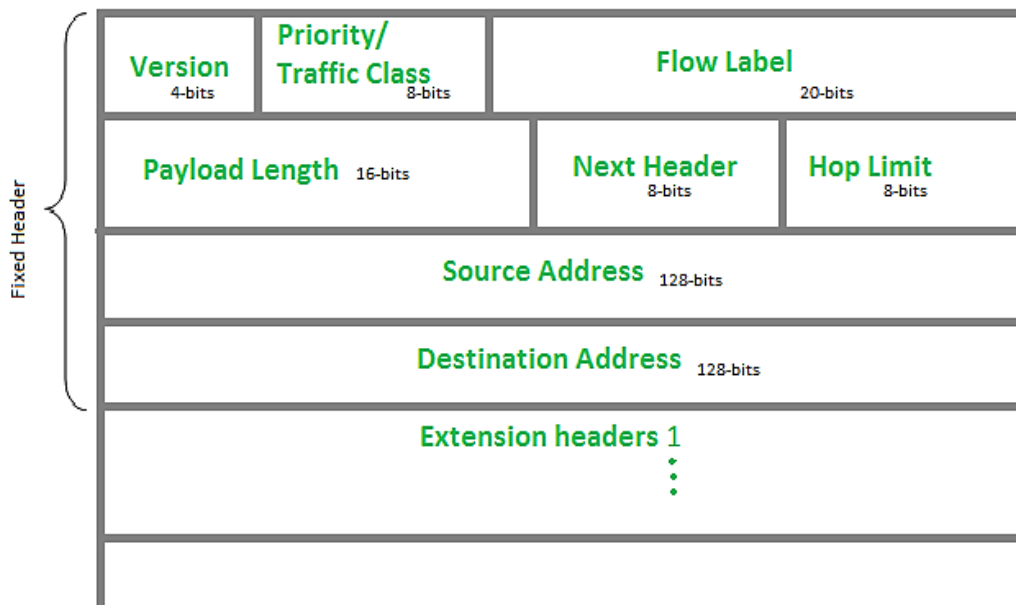 Priority/
Version
Traffic Class
Flow Label
4-bits
8-bits
20-bits
Payload Length 16-bits
Next Header
8-bits
Hop Limit
8-bits
Fixed Header
Source Address 128-bits
Destination Address 128-bits
Extension headers 1